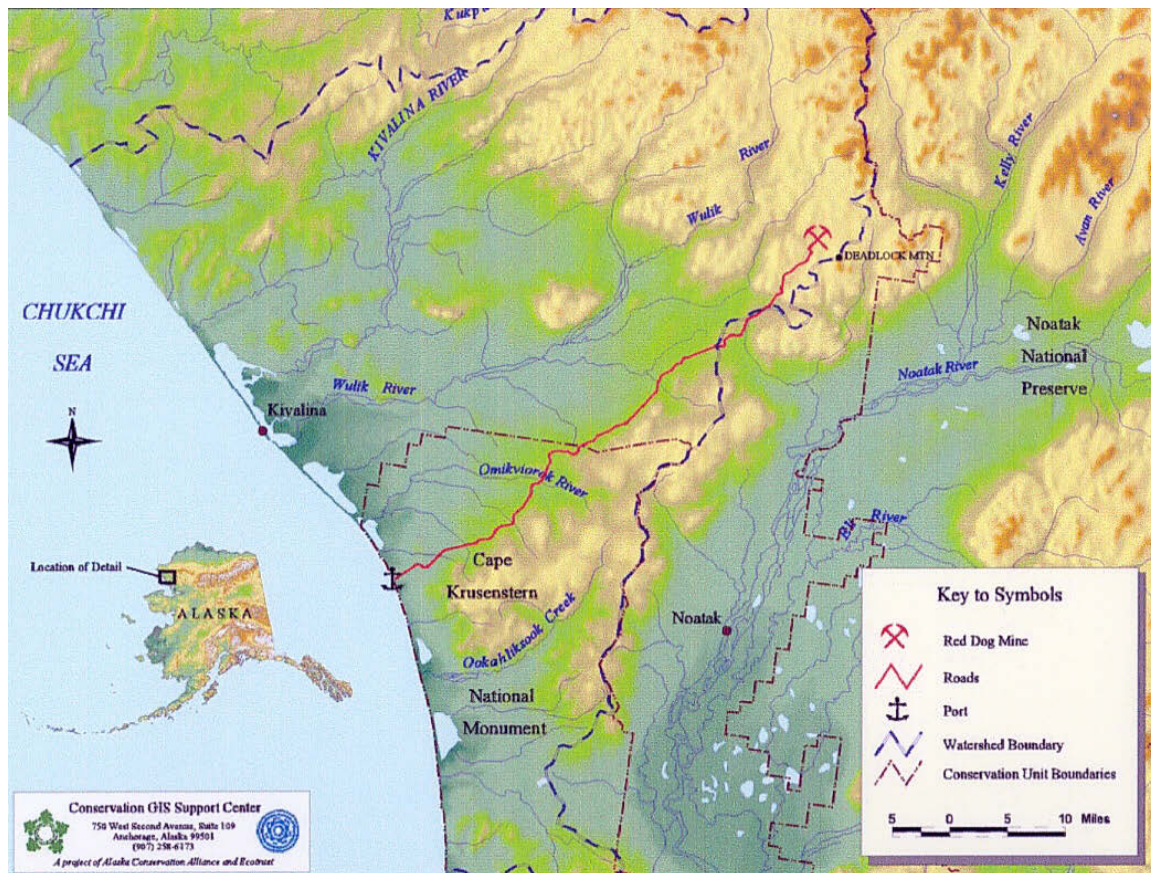 Kukpu
KIVALINA RIVER
River
Wulik
Kelly River
Avan River
DEADLOCK MTN
CHUKCHI
SEA
Noatak
National
Preserve
Noatak River
Wulik River
Kivalina
N
Omikviorok River
Elk River
Location of Detail
ALASKA
Cape
Krusenstern
Noatak
Ookahliksook Creek
National
Monument
Key to Symbols
Red Dog Mine
Roads
Port
Watershed Boundary
Conservation Unit Boundaries
5 0 5 10 Miles
Conservation GIS Support Center
750 West Second Avenue, Suite 109
Anchorage, Alaska 99501
(907) 258-6173
A project of Alaska Conservation Alliance and Ecotrust